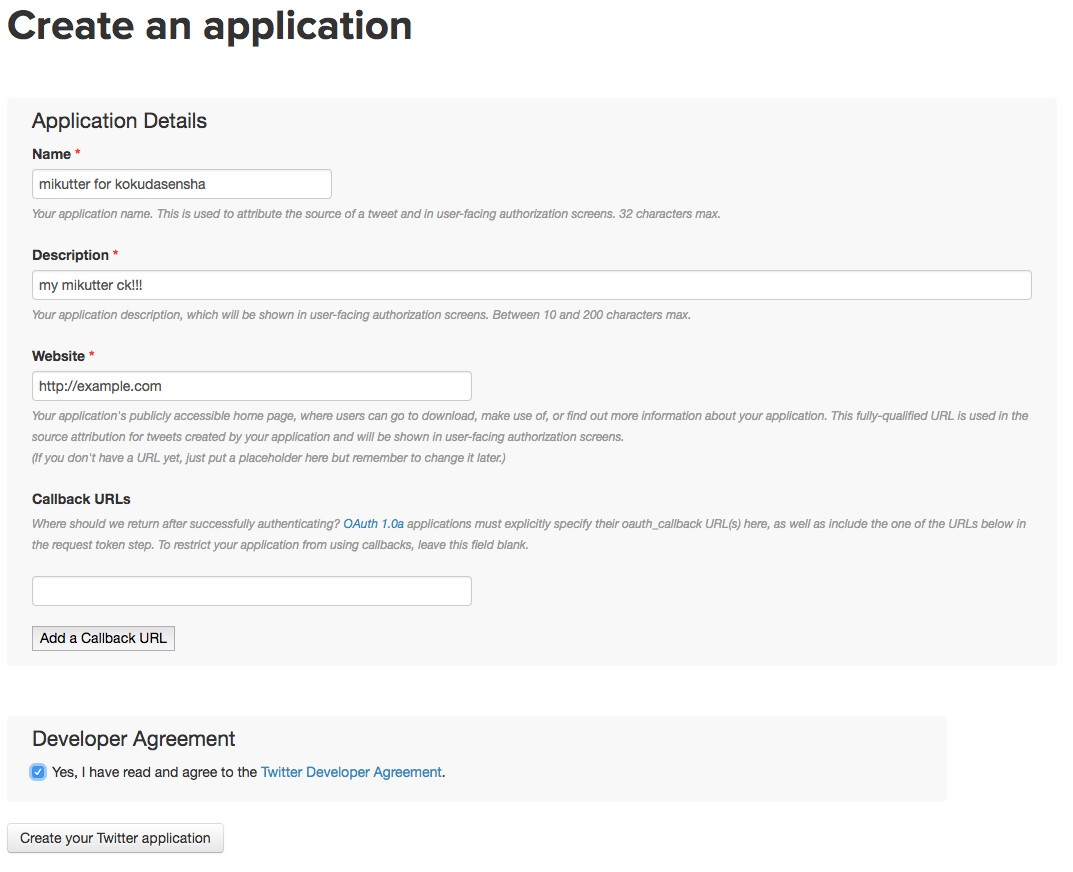 Create an application
Application Details
Name *
mikutter for kokudasensha
Your application name. This is used to attribute the source of a tweet and in user-facing authorization screens. 32 characters max.
Description *
my mikutter ck!!!
Your application description, which will be shown in user-facing authorization screens. Between 10 and 200 characters max.
Website *
http://example.com
Your application's publicly accessible home page, where users can go to download, make use of, or find out more information about your application. This fully-qualified URL is used in the
source attribution for tweets created by your application and will be shown in user-facing authorization screens.
(If you don't have a URL yet, just put a placeholder here but remember to change it later.)
Callback URLs
Where should we return after successfully authenticating? OAuth 1.0a applications must explicitly specify their oauth_callback URL(s) here, as well as include the one of the URLs below in
the request token step. To restrict your application from using callbacks, leave this field blank.
Add a Callback URL
Developer Agreement
Yes, I have read and agree to the Twitter Developer Agreement.
Create your Twitter application